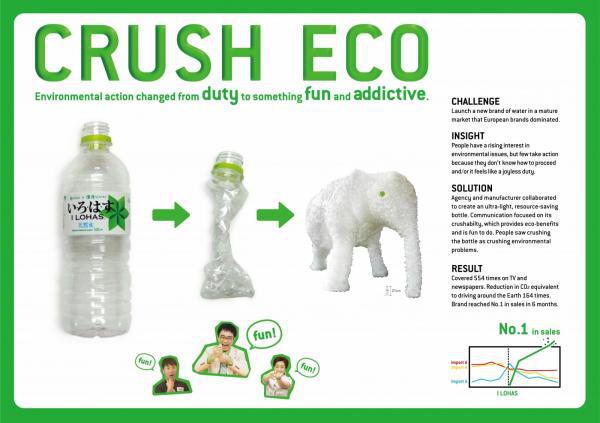 CRUSH ECO
Environmental action changed from duty to something fun and addictive.
CHALLENGE
Launch a new brand of water in a mature
market that European brands dominated.
INSIGHT
People have a rising interest in
environmental issues, but few take action
because they don't know how to proceed
and/or it feels like a joyless duty.
SOLUTION
Agency and manufacturer collaborated
to create an ultra-light, resource-saving
bottle. Communication focused on its
crushabilty, which provides eco-benefits
and is fun to do. People saw crushing
the bottle as crushing environmental
problems.
RESULT
Covered 554 times on TV and
newspapers. Reduction in CO₂ equivalent
to driving around the Earth 164 times.
Brand reached No.1 in sales in 6 months.
No.1 in sales
I LOHAS
いろはす
I LOHAS
天然水
fun!
fun!
fun!